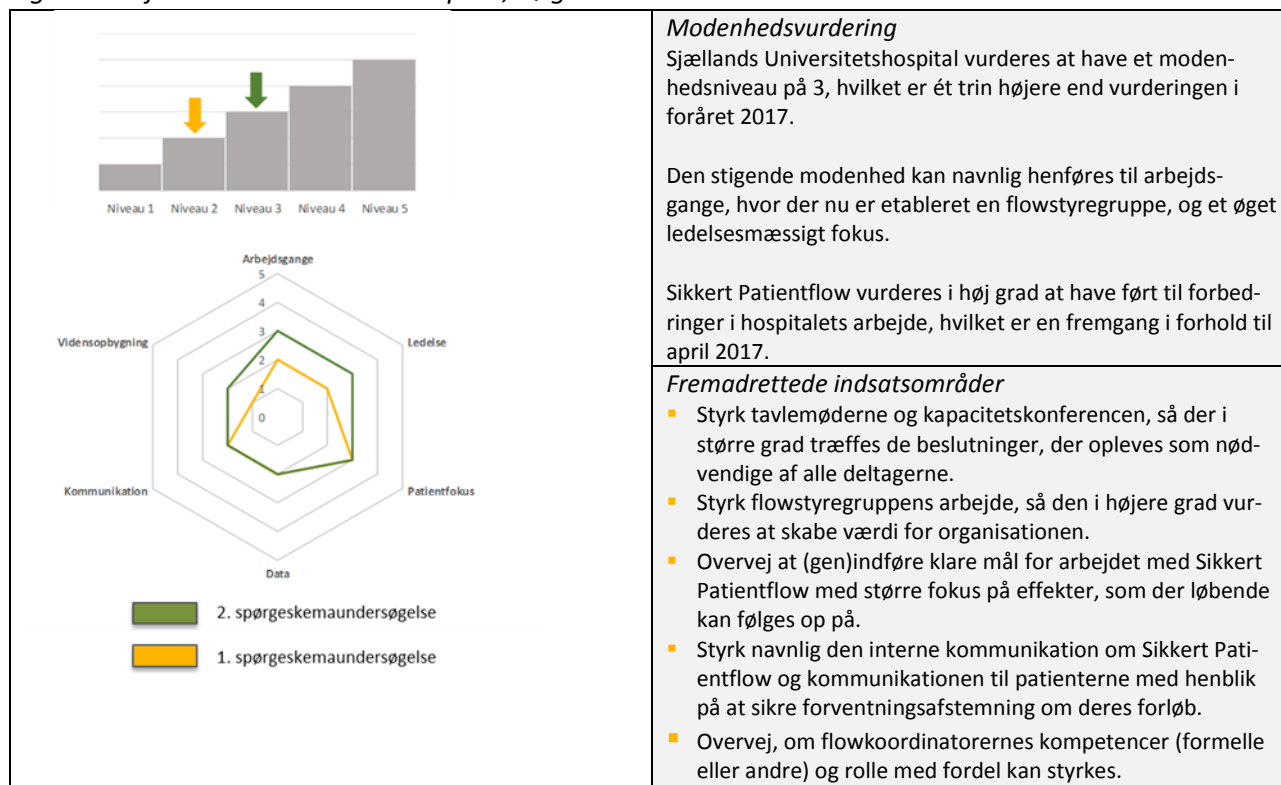 Niveau 1 Niveau 2 Niveau 3 Niveau 4 Niveau 5
Arbejdsgange
5
4
3
2
1
0
Vidensopbygning
Ledelse
Kommunikation
Patientfokus
Data
2. spørgeskemaundersøgelse
1. spørgeskemaundersøgelse
Modenhedsvurdering
Sjællands Universitetshospital vurderes at have et moden-
hedsniveau på 3, hvilket er ét trin højere end vurderingen i
foråret 2017.
Den stigende modenhed kan navnlig henføres til arbejds-
gange, hvor der nu er etableret en flowstyregruppe, og et øget
ledelsesmæssigt fokus.
Sikkert Patientflow vurderes i høj grad at have ført til forbed-
ringer i hospitalets arbejde, hvilket er en fremgang i forhold til
april 2017.
Fremadrettede indsatsområder
▪ Styrk tavlemøderne og kapacitetskonferencen, så der i
større grad træffes de beslutninger, der opleves som nød-
vendige af alle deltagerne.
▪ Styrk flowstyregruppens arbejde, så den i højere grad vur-
deres at skabe værdi for organisationen.
▪ Overvej at (gen)indføre klare mål for arbejdet med Sikkert
Patientflow med større fokus på effekter, som der løbende
kan følges op på.
▪ Styrk navnlig den interne kommunikation om Sikkert Pati-
entflow og kommunikationen til patienterne med henblik
på at sikre forventningsafstemning om deres forløb.
▪ Overvej, om flowkoordinatorernes kompetencer (formelle
eller andre) og rolle med fordel kan styrkes.